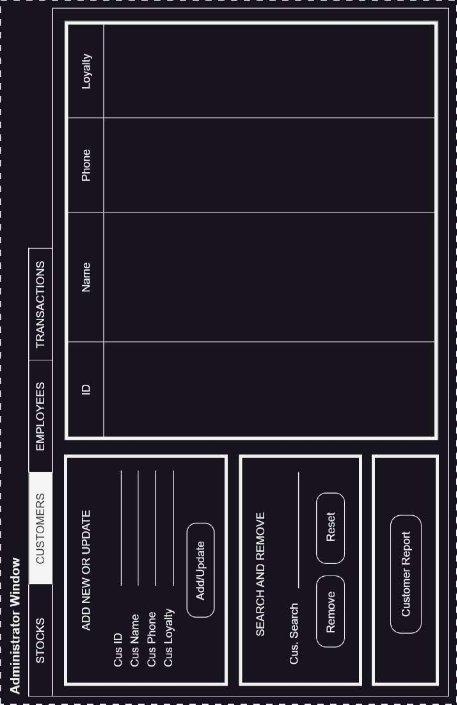 Administrator Window
STOCKS CUSTOMERS EMPLOYEES TRANSACTIONS
ADD NEW OR UPDATE
Cus ID
Cus Name
Cus Phone
Cus Loyalty
Add/Update
SEARCH AND REMOVE
Cus. Search
Remove Reset
Customer Report
ID Name Phone Loyalty